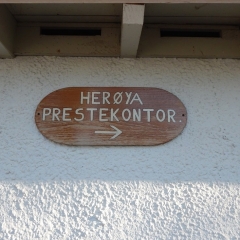 HERØYA
PRESTEKONTOR.
→